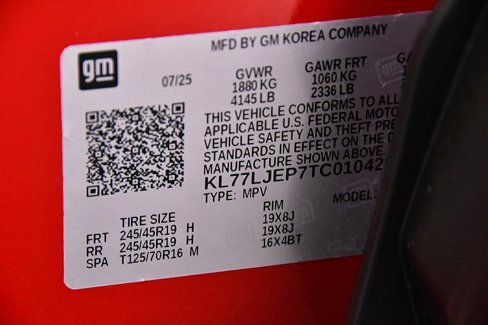 MFD BY GM KOREA COMPANY
gm
07/25
GVWR
GAWR FRT
1880 KG
1060 KG
4145 LB
2336 LB
THIS VEHICLE CONFORMS TO ALL
APPLICABLE U.S. FEDERAL MOTOR
VEHICLE SAFETY AND THEFT PRE
STANDARDS IN EFFECT ON THE D
MANUFACTURE SHOWN ABOVE.
KL77LJEP7TC01042
TYPE: MPV
MODEL:
TIRE SIZE
RIM
FRT 245/45R19 H 19X8J
RR 245/45R19 H 19X8J
SPA T125/70R16 M 16X4BT